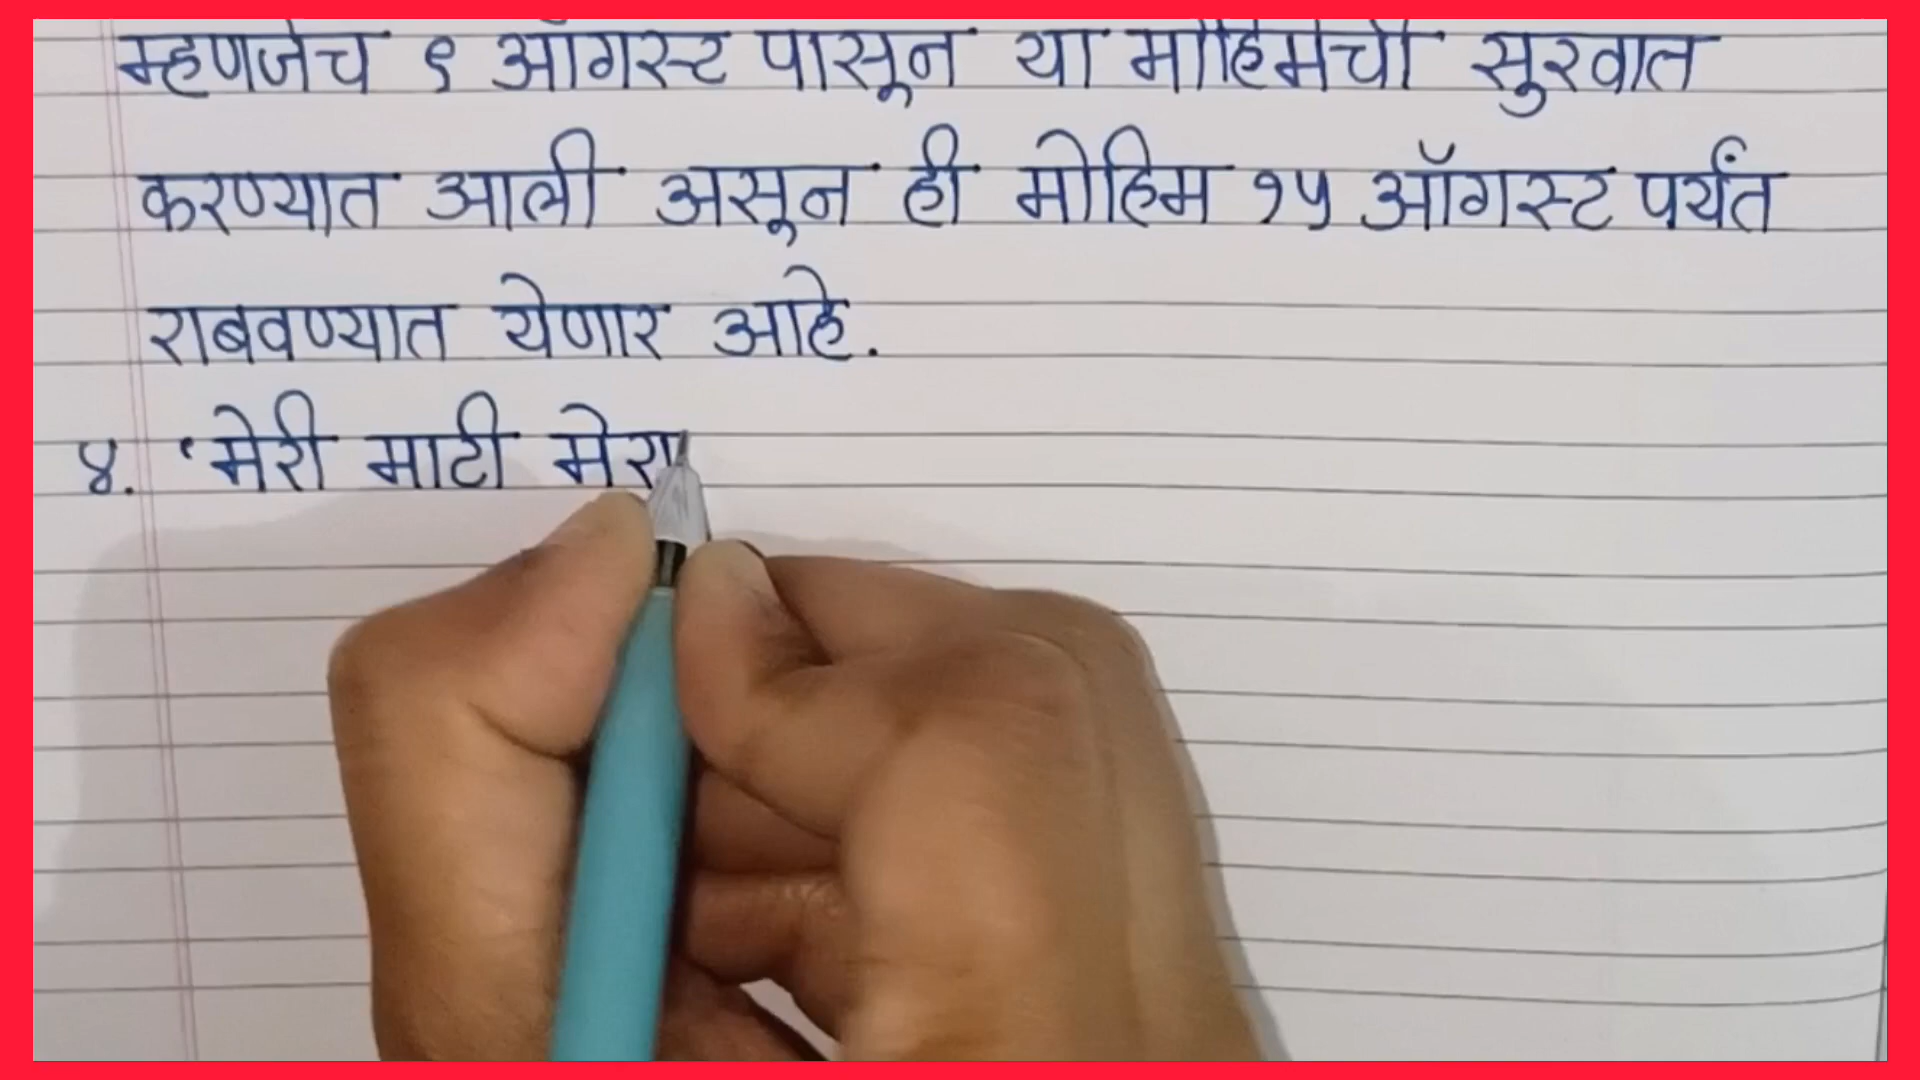 म्हणजेच ९ ऑगस्ट पासून या मोहिमेची सुरवात
करण्यात आली असून ही मोहिम १५ ऑगस्ट पर्यंत
राबवण्यात येणार आहे.
४. ‘मेरी माटी मेरा